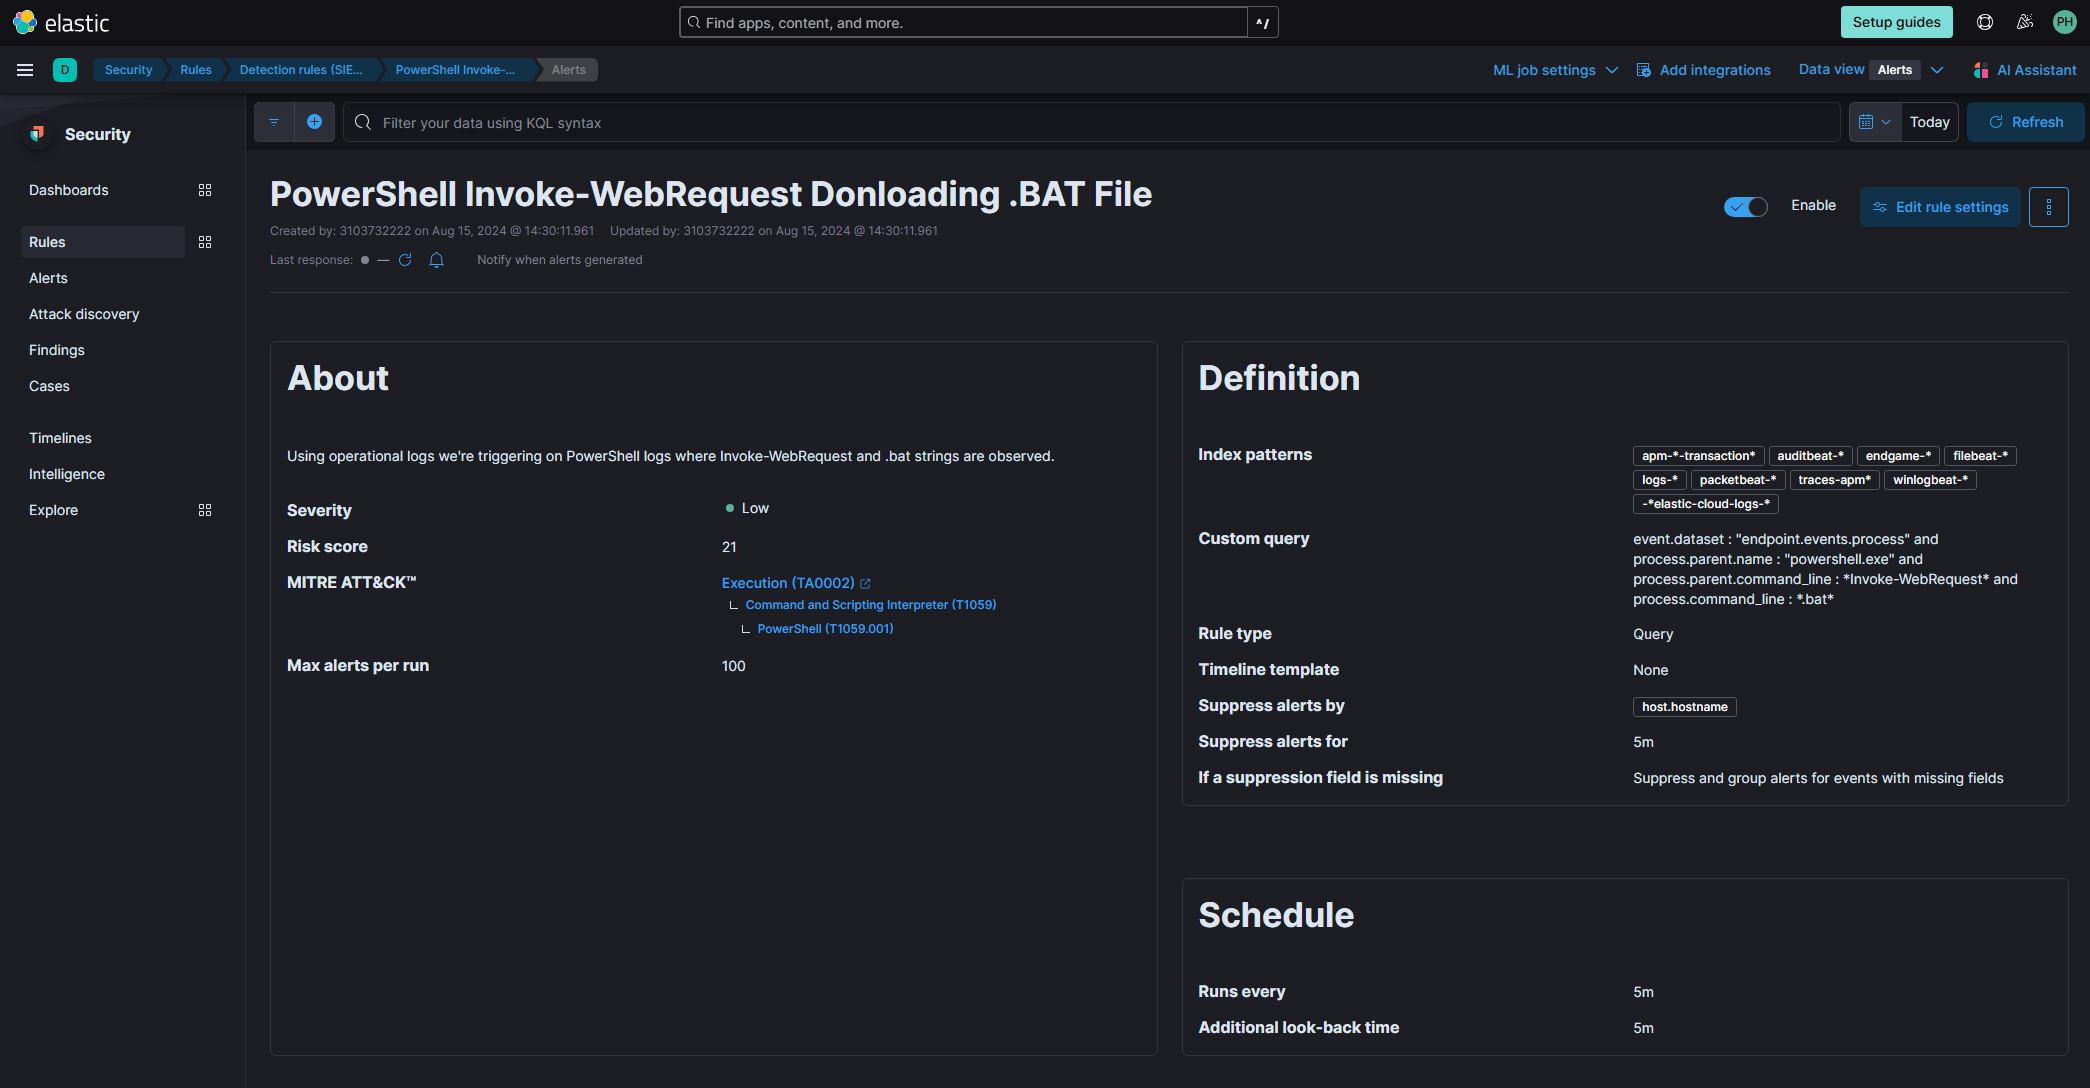 elastic
Find apps, content, and more.
^/
Setup guides
PH
D
Security
Rules
Detection rules (SIE...
PowerShell Invoke-...
Alerts
ML job settings
Add integrations
Data view
Alerts
AI Assistant
Security
Filter your data using KQL syntax
Today
Refresh
Dashboards
Rules
Alerts
Attack discovery
Findings
Cases
Timelines
Intelligence
Explore
PowerShell Invoke-WebRequest Donloading .BAT File
Created by: 3103732222 on Aug 15, 2024 @ 14:30:11.961 Updated by: 3103732222 on Aug 15, 2024 @ 14:30:11.961
Last response: — Notify when alerts generated
Enable
Edit rule settings
About
Using operational logs we're triggering on PowerShell logs where Invoke-WebRequest and .bat strings are observed.
Severity Low
Risk score 21
MITRE ATT&CK™ Execution (TA0002)
Command and Scripting Interpreter (T1059)
PowerShell (T1059.001)
Max alerts per run 100
Definition
Index patterns apm-*-transaction* auditbeat-* endgame-* filebeat-*
logs-* packetbeat-* traces-apm* winlogbeat-*
-*elastic-cloud-logs-*
Custom query event.dataset : "endpoint.events.process" and
process.parent.name : "powershell.exe" and
process.parent.command_line : *Invoke-WebRequest* and
process.command_line : *.bat*
Rule type Query
Timeline template None
Suppress alerts by host.hostname
Suppress alerts for 5m
If a suppression field is missing Suppress and group alerts for events with missing fields
Schedule
Runs every 5m
Additional look-back time 5m